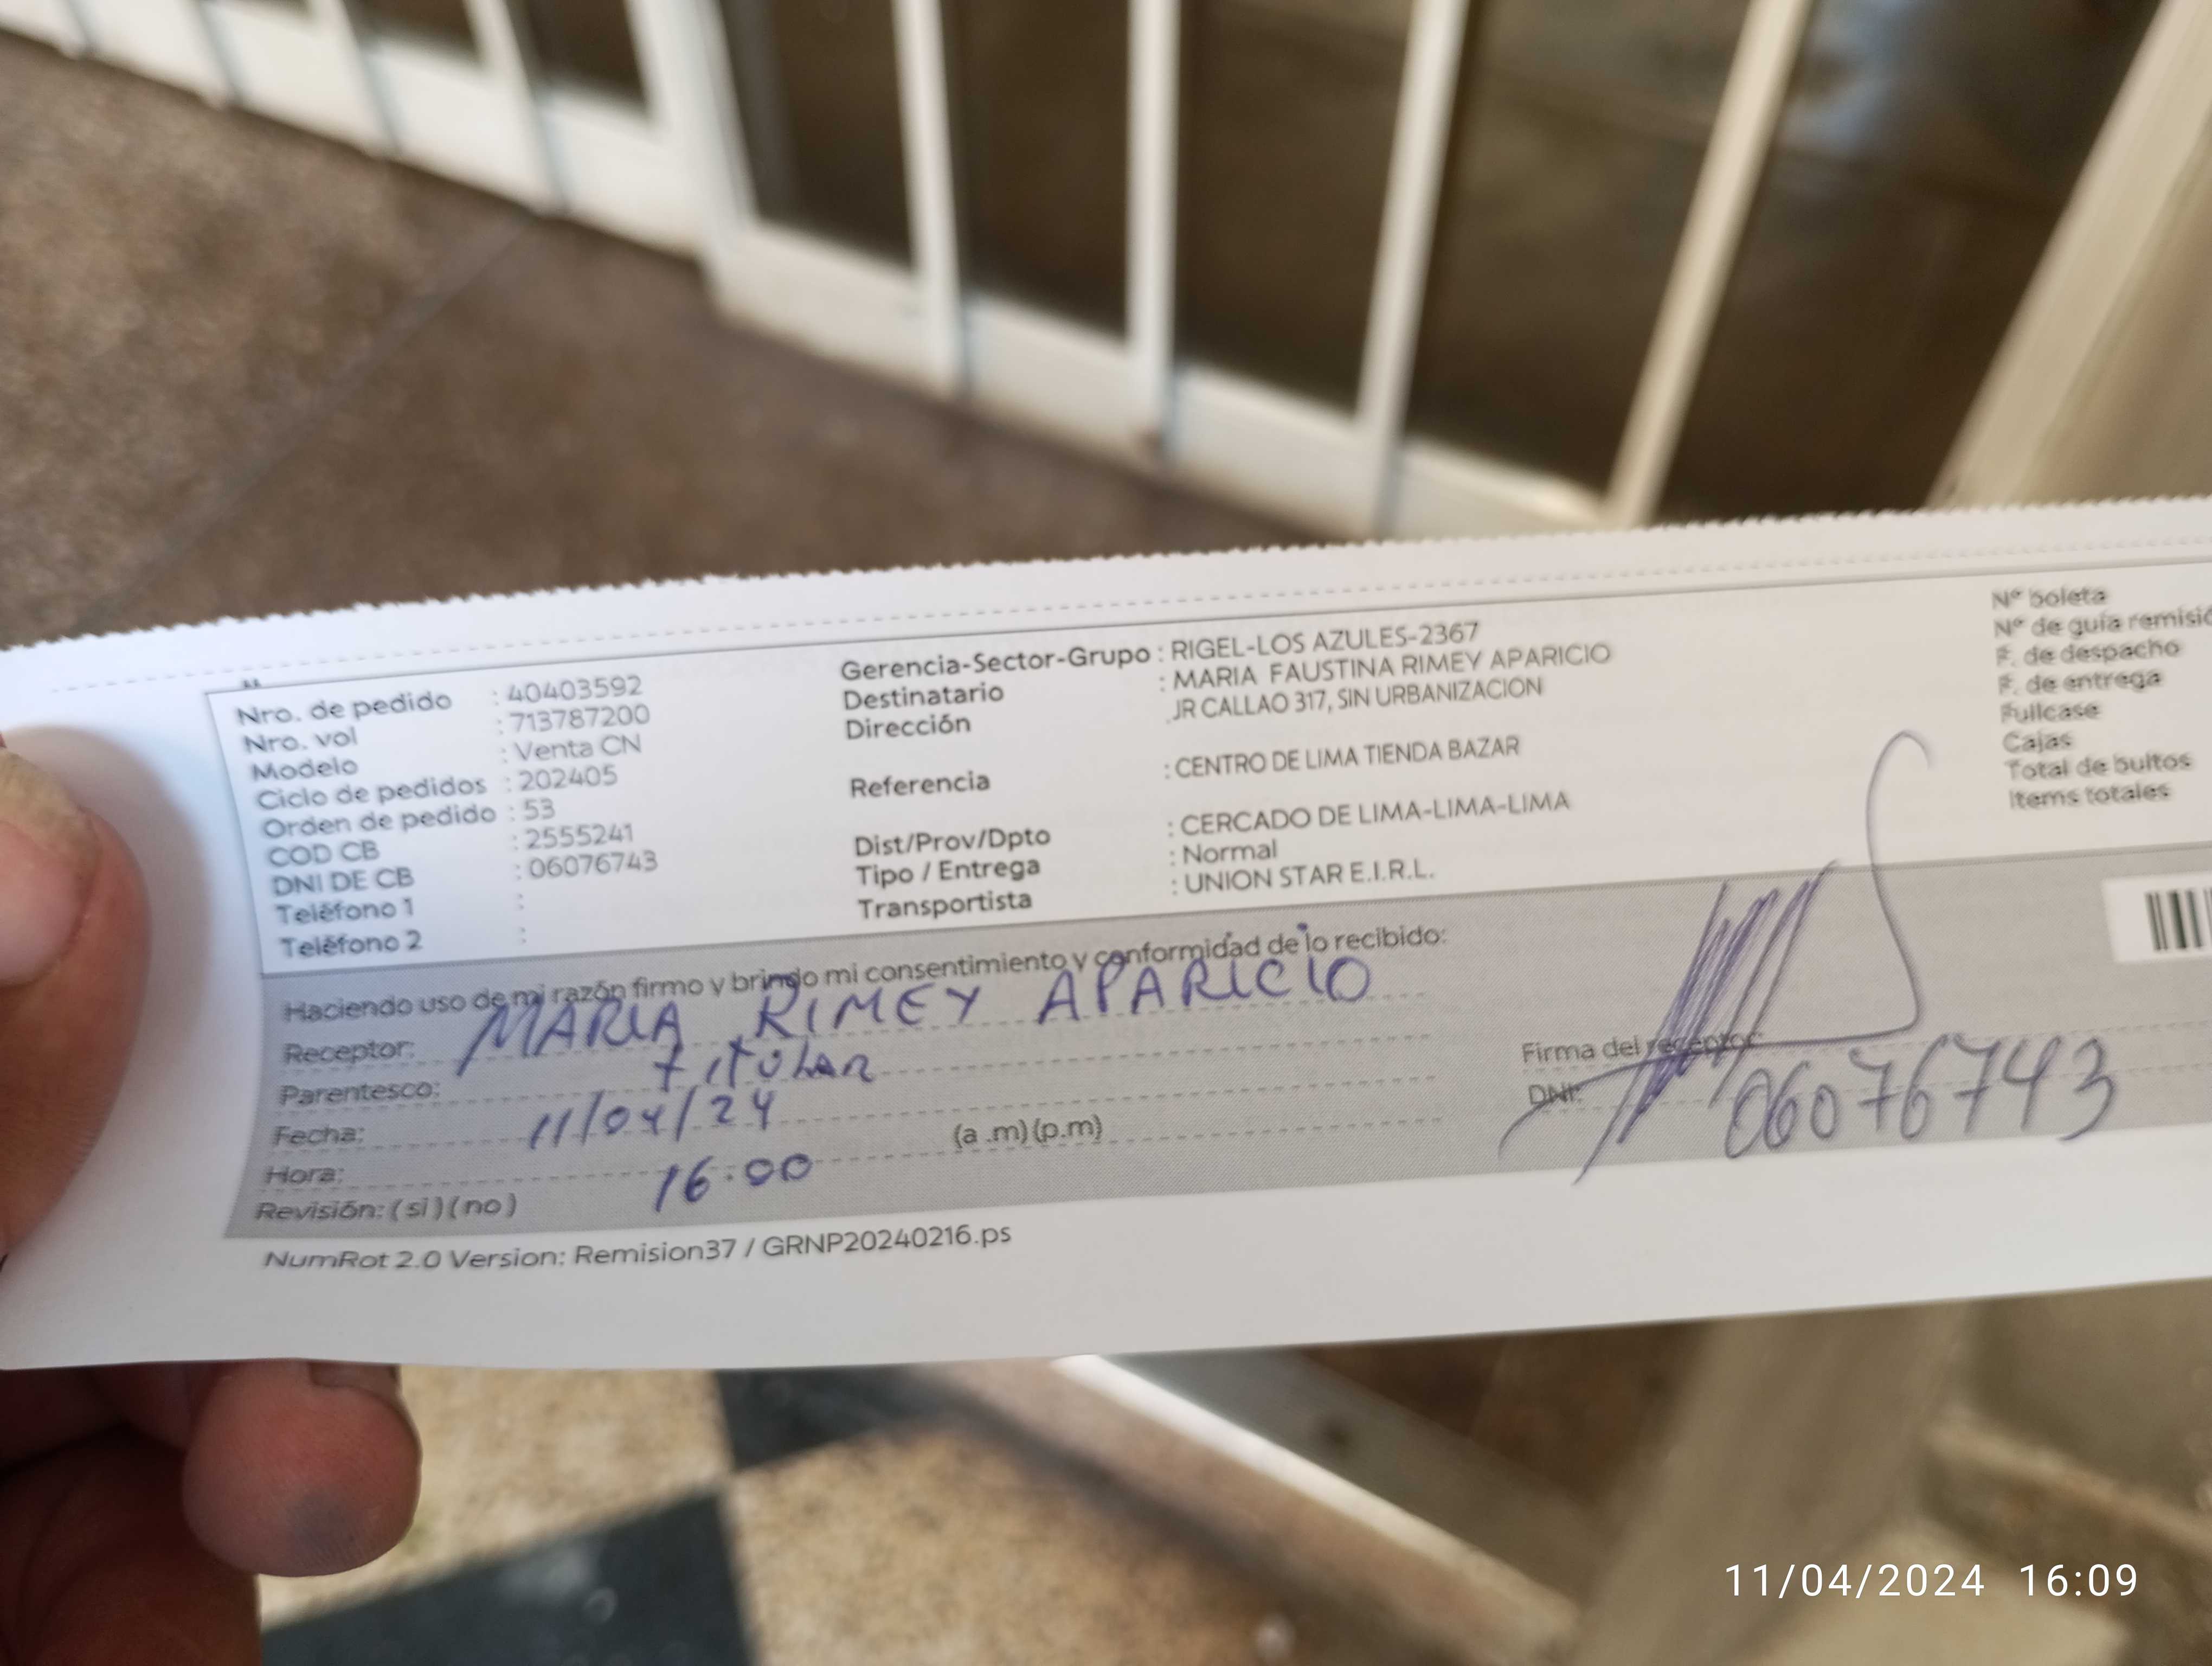 Nro. de pedido : 40403592
Nro. vol : 713787200
Modelo : Venta CN
Ciclo de pedidos : 202405
Orden de pedido : 53
COD CB : 2555241
DNI DE CB : 06076743
Teléfono 1 :
Teléfono 2 :
Gerencia-Sector-Grupo : RIGEL-LOS AZULES-2367
Destinatario : MARIA FAUSTINA RIMEY APARICIO
Dirección : JR CALLAO 317, SIN URBANIZACION
Referencia : CENTRO DE LIMA TIENDA BAZAR
Dist/Prov/Dpto : CERCADO DE LIMA-LIMA-LIMA
Tipo / Entrega : Normal
Transportista : UNION STAR E.I.R.L.
Nº boleta
Nº de guía remisió
F. de despacho
F. de entrega
Fullcase
Cajas
Total de bultos
Items totales
Haciendo uso de mi razón firmo y brindo mi consentimiento y conformidad de lo recibido:
Receptor: MARIA RIMEY APARICIO
Parentesco: titular
Fecha: 11/04/24
Hora: 16:00 (a .m) (p.m)
Revisión: ( si ) ( no )
Firma del receptor:
DNI: 06076743
NumRot 2.0 Version: Remision37 / GRNP20240216.ps
11/04/2024 16:09